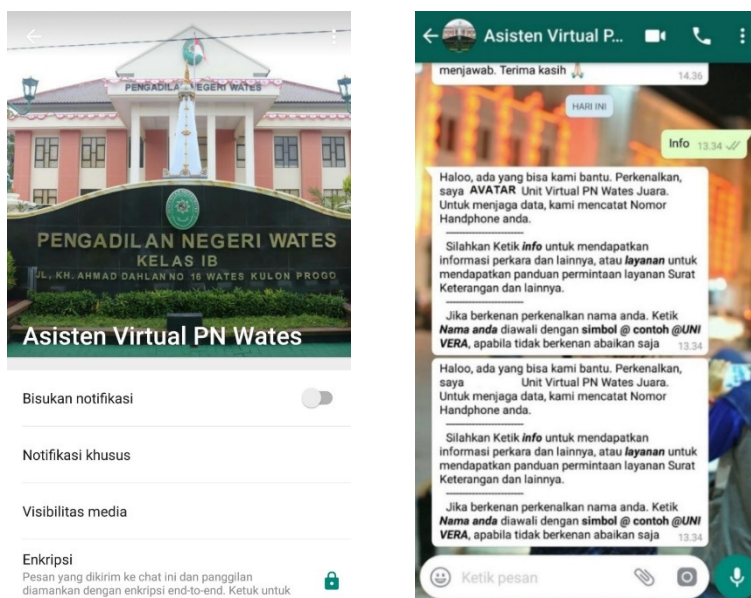 PENGADILAN NEGERI WATES
PENGADILAN NEGERI WATES
KELAS IB
JL. KH. AHMAD DAHLAN NO 16 WATES KULON PROGO
Asisten Virtual PN Wates
Bisukan notifikasi
Notifikasi khusus
Visibilitas media
Enkripsi
Pesan yang dikirim ke chat ini dan panggilan
diamankan dengan enkripsi end-to-end. Ketuk untuk
Asisten Virtual P...
menjawab. Terima kasih 🙏
14.36
HARI INI
Info 13.34
Haloo, ada yang bisa kami bantu. Perkenalkan,
saya AVATAR Unit Virtual PN Wates Juara.
Untuk menjaga data, kami mencatat Nomor
Handphone anda.
--------------------
Silahkan Ketik info untuk mendapatkan
informasi perkara dan lainnya, atau layanan untuk
mendapatkan panduan permintaan layanan Surat
Keterangan dan lainnya.
--------------------
Jika berkenan perkenalkan nama anda. Ketik
Nama anda diawali dengan simbol @ contoh @UNI
VERA, apabila tidak berkenan abaikan saja 13.34
Haloo, ada yang bisa kami bantu. Perkenalkan,
saya Unit Virtual PN Wates Juara.
Untuk menjaga data, kami mencatat Nomor
Handphone anda.
--------------------
Silahkan Ketik info untuk mendapatkan
informasi perkara dan lainnya, atau layanan untuk
mendapatkan panduan permintaan layanan Surat
Keterangan dan lainnya.
--------------------
Jika berkenan perkenalkan nama anda. Ketik
Nama anda diawali dengan simbol @ contoh @UNI
VERA, apabila tidak berkenan abaikan saja 13.34
Ketik pesan